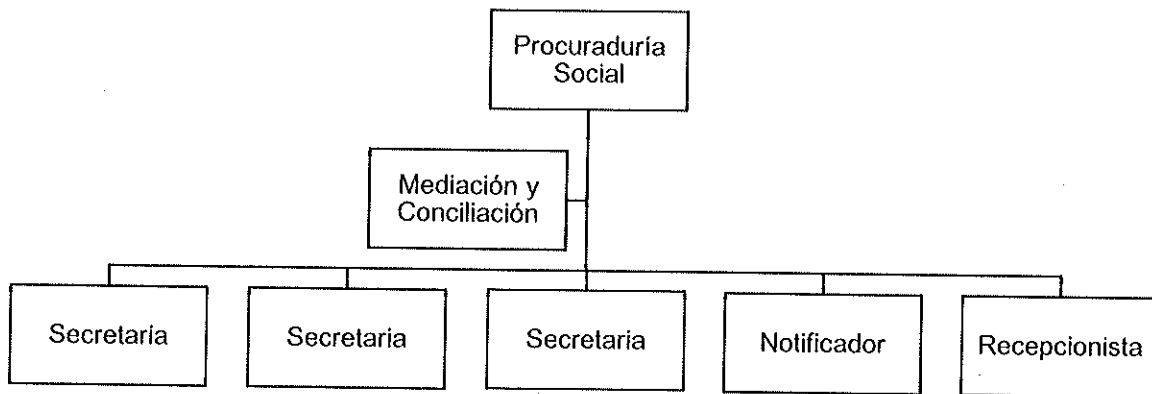 Procuraduría
Social
Mediación y
Conciliación
Secretaria
Secretaria
Secretaria
Notificador
Recepcionista